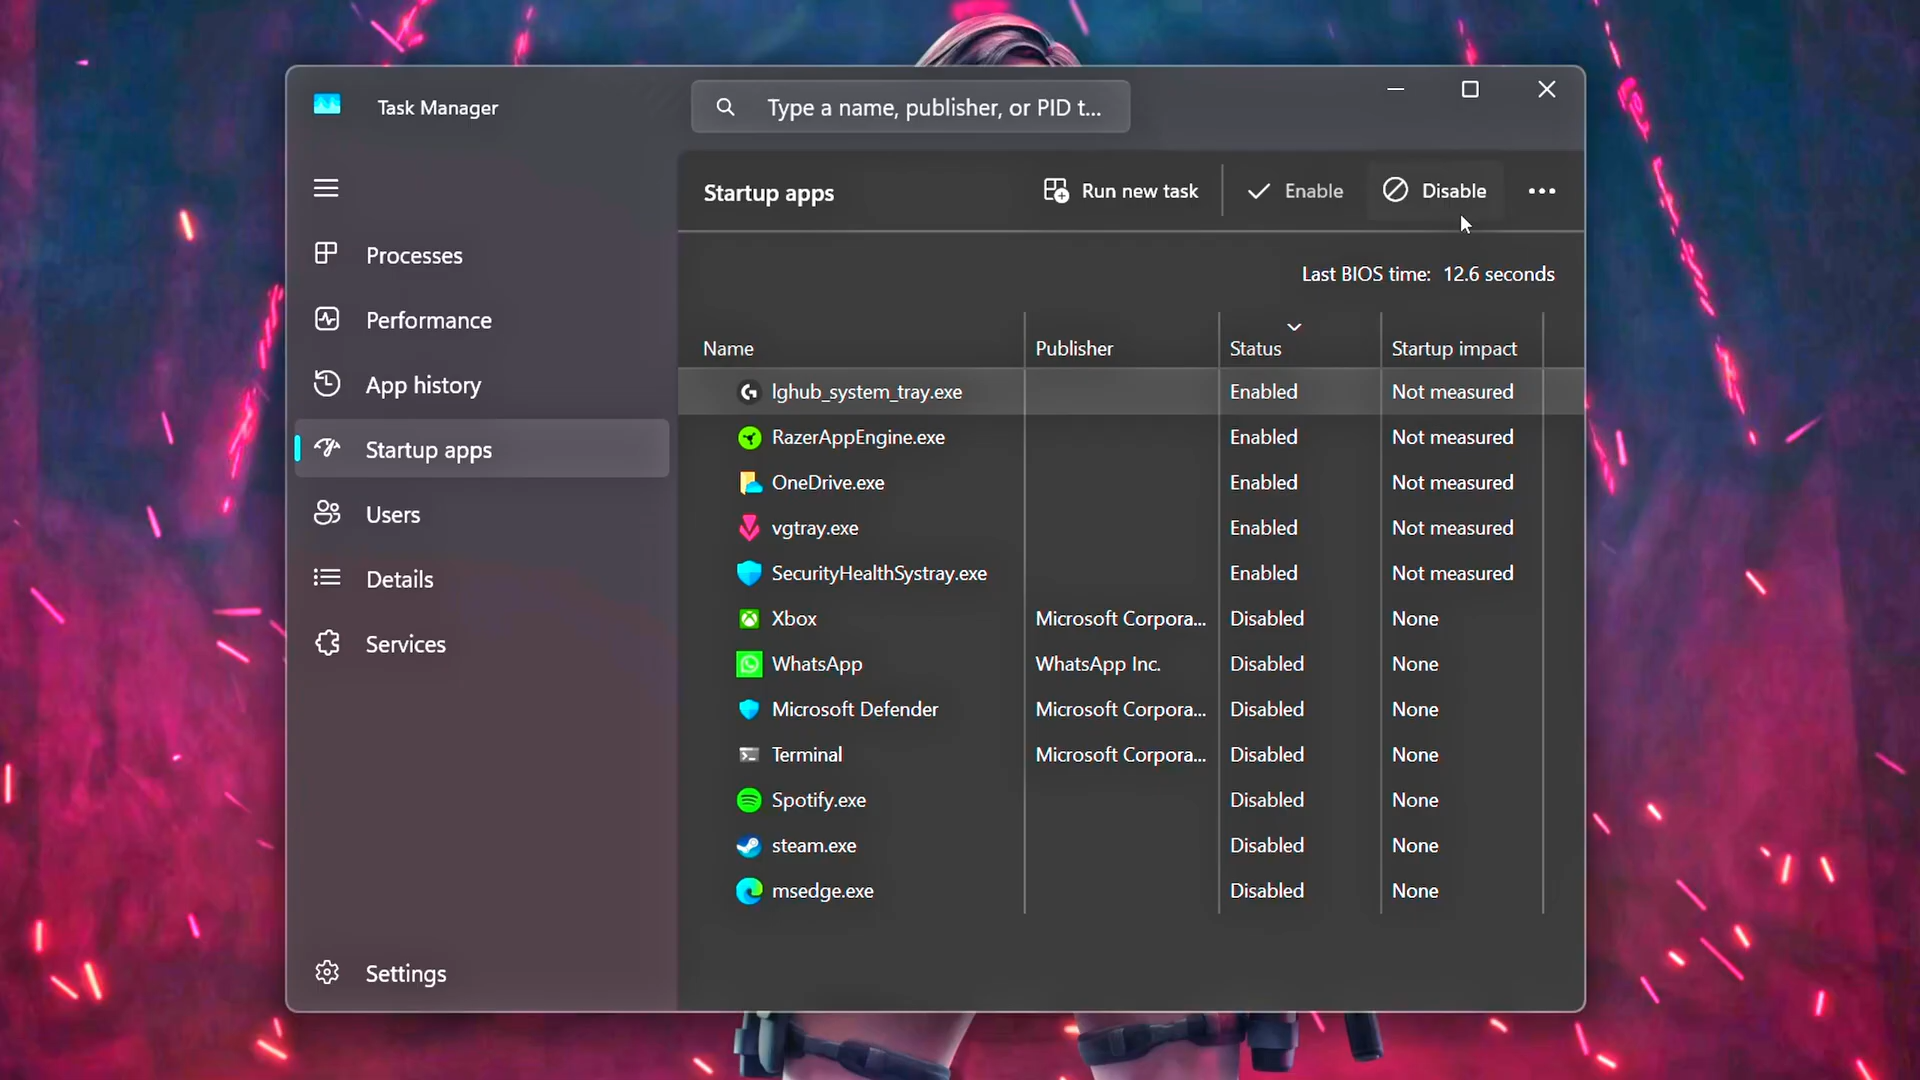 Task Manager
Type a name, publisher, or PID t...
Startup apps
Run new task
Enable
Disable
Processes
Performance
App history
Startup apps
Users
Details
Services
Settings
Last BIOS time: 12.6 seconds
Name Publisher Status Startup impact
lghub_system_tray.exe Enabled Not measured
RazerAppEngine.exe Enabled Not measured
OneDrive.exe Enabled Not measured
vgtray.exe Enabled Not measured
SecurityHealthSystray.exe Enabled Not measured
Xbox Microsoft Corpora... Disabled None
WhatsApp WhatsApp Inc. Disabled None
Microsoft Defender Microsoft Corpora... Disabled None
Terminal Microsoft Corpora... Disabled None
Spotify.exe Disabled None
steam.exe Disabled None
msedge.exe Disabled None